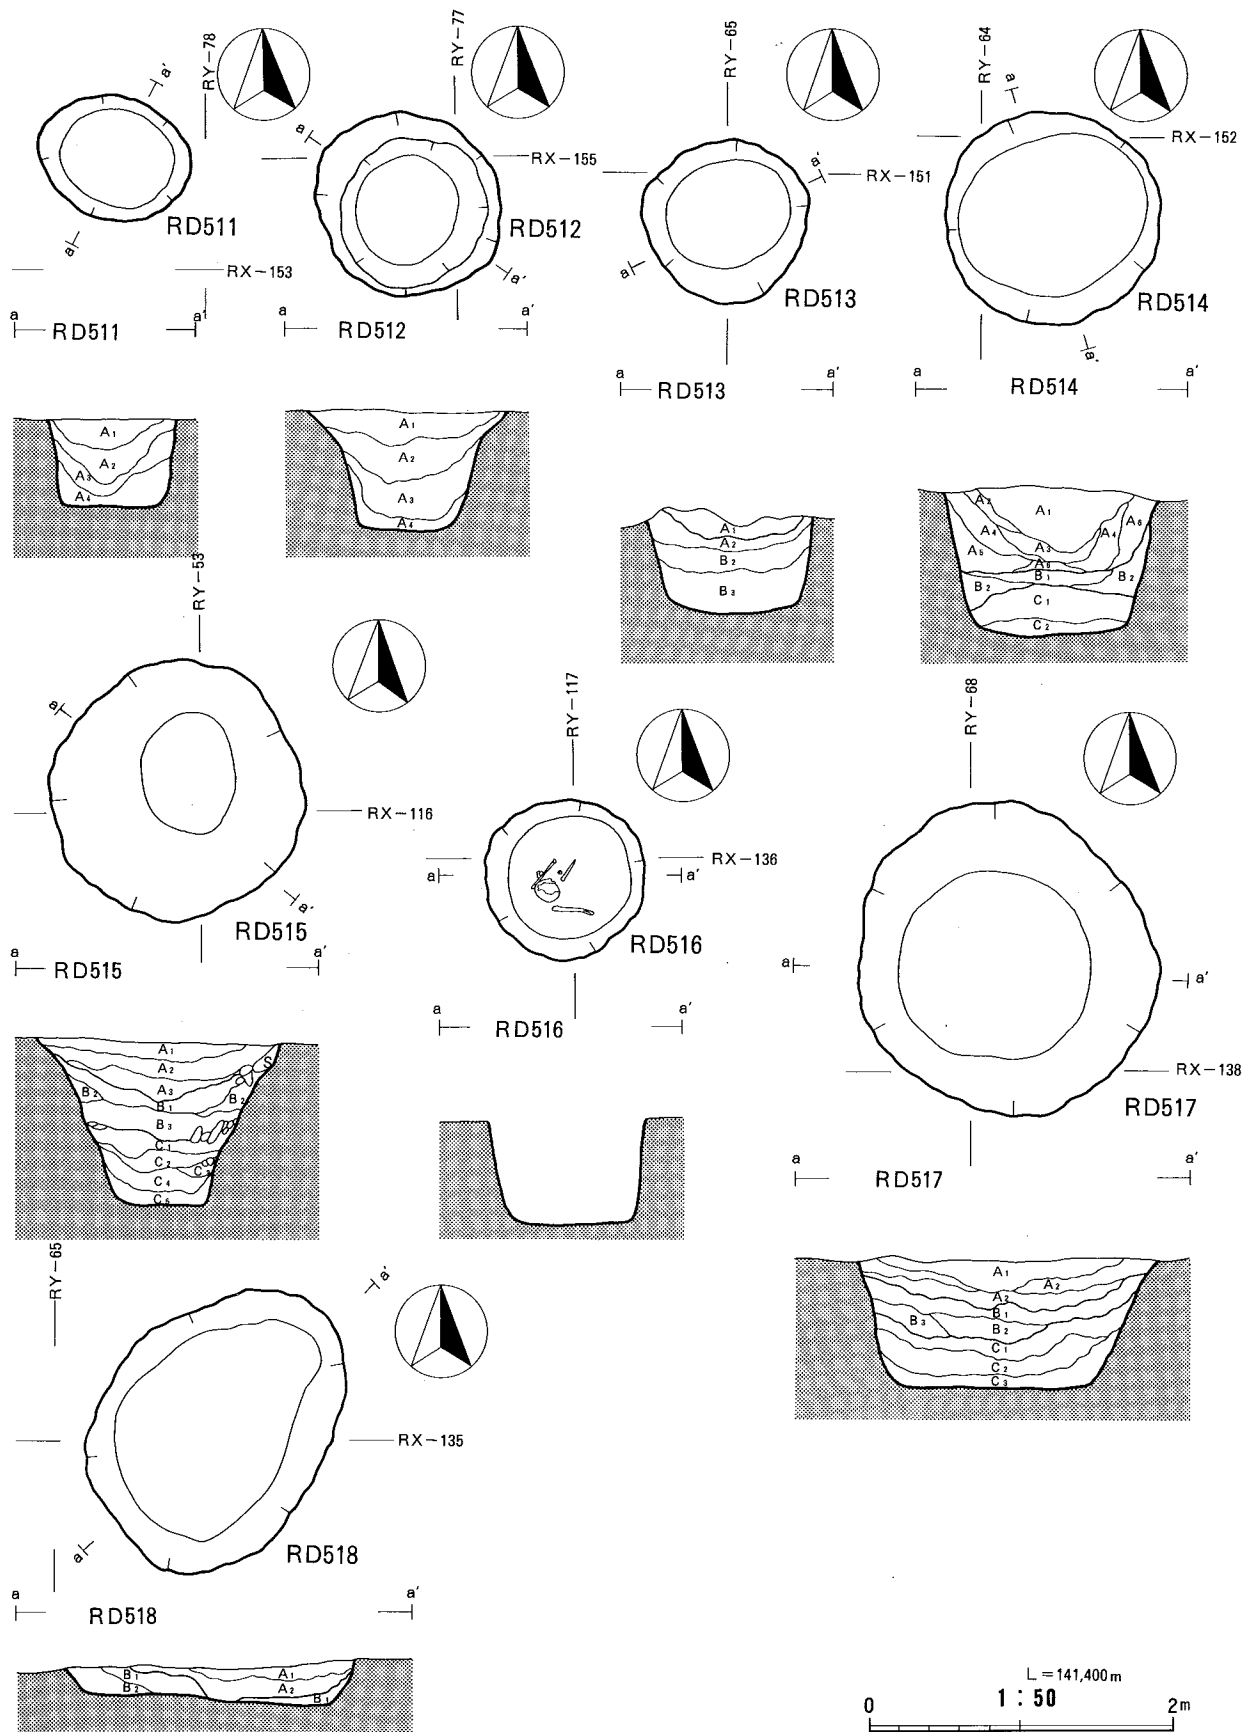 RY-78
a'
a
RD511
RX-153
a a'
RD511
A1
A2
A3
A4
RY-77
a
RX-155
RD512
a'
a a'
RD512
A1
A2
A3
A4
RY-65
a'
RX-151
a
RD513
a a'
RD513
A1
A2
B2
B3
RY-64
a
RX-152
RD514
a'
a a'
RD514
A2 A1
A4 A4 A6
A5 A3
A6
B1
B2 B2
C1
C2
RY-53
a
RX-116
a'
RD515
a a'
RD515
A1
A2 S
A3
B2 B1 B2
B3
C1
C2
C4
C5
RY-117
RX-136
a a'
RD516
a a'
RD516
RY-68
a a'
RX-138
RD517
a a'
RD517
A1
A2 A2
B1
B3 B2
C1
C2
C3
RY-65
a'
RX-135
a
RD518
a a'
RD518
B1 A1
B2 A2
B1
L=141,400m
1:50
0 2m